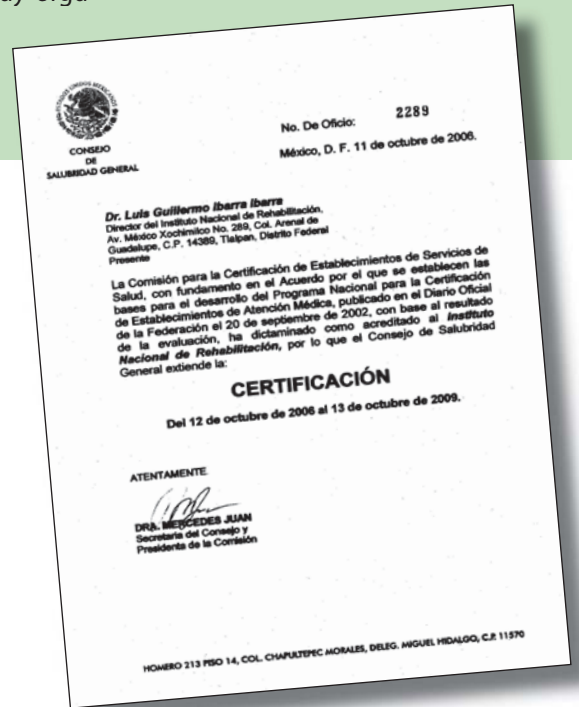 ay orga
ESTADOS UNIDOS MEXICANOS
CONSEJO
DE
SALUBRIDAD GENERAL
No. De Oficio: 2289
México, D. F. 11 de octubre de 2006.
Dr. Luis Guillermo Ibarra Ibarra
Director del Instituto Nacional de Rehabilitación,
Av. México Xochimilco No. 289, Col. Arenal de
Guadalupe, C.P. 14389, Tlalpan, Distrito Federal
Presente
La Comisión para la Certificación de Establecimientos de Servicios de
Salud, con fundamento en el Acuerdo por el que se establecen las
bases para el desarrollo del Programa Nacional para la Certificación
de Establecimientos de Atención Médica, publicado en el Diario Oficial
de la Federación el 20 de septiembre de 2002, con base al resultado
de la evaluación, ha dictaminado como acreditado al Instituto
Nacional de Rehabilitación, por lo que el Consejo de Salubridad
General extiende la:
CERTIFICACIÓN
Del 12 de octubre de 2006 al 13 de octubre de 2009.
ATENTAMENTE
DRA. MERCEDES JUAN
Secretaria del Consejo y
Presidenta de la Comisión
HOMERO 213 PISO 14, COL. CHAPULTEPEC MORALES, DELEG. MIGUEL HIDALGO, C.P. 11570